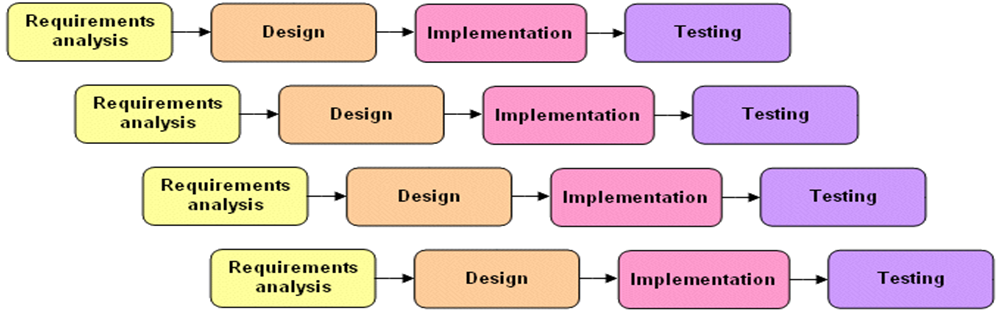 Requirements
analysis
Design
Implementation
Testing
Requirements
analysis
Design
Implementation
Testing
Requirements
analysis
Design
Implementation
Testing
Requirements
analysis
Design
Implementation
Testing